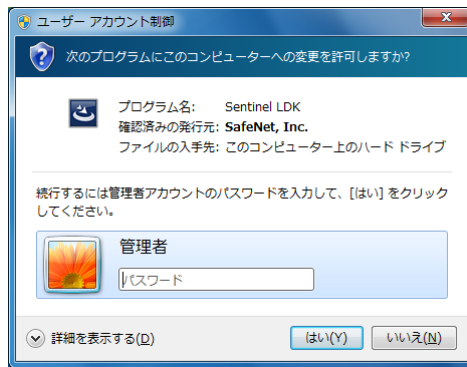 ユーザー アカウント制御
次のプログラムにこのコンピューターへの変更を許可しますか?
プログラム名: Sentinel LDK
確認済みの発行元: SafeNet, Inc.
ファイルの入手先: このコンピューター上のハード ドライブ
続行するには管理者アカウントのパスワードを入力して、[はい] をクリック
してください。
管理者
パスワード
詳細を表示する(D)
はい(Y)
いいえ(N)